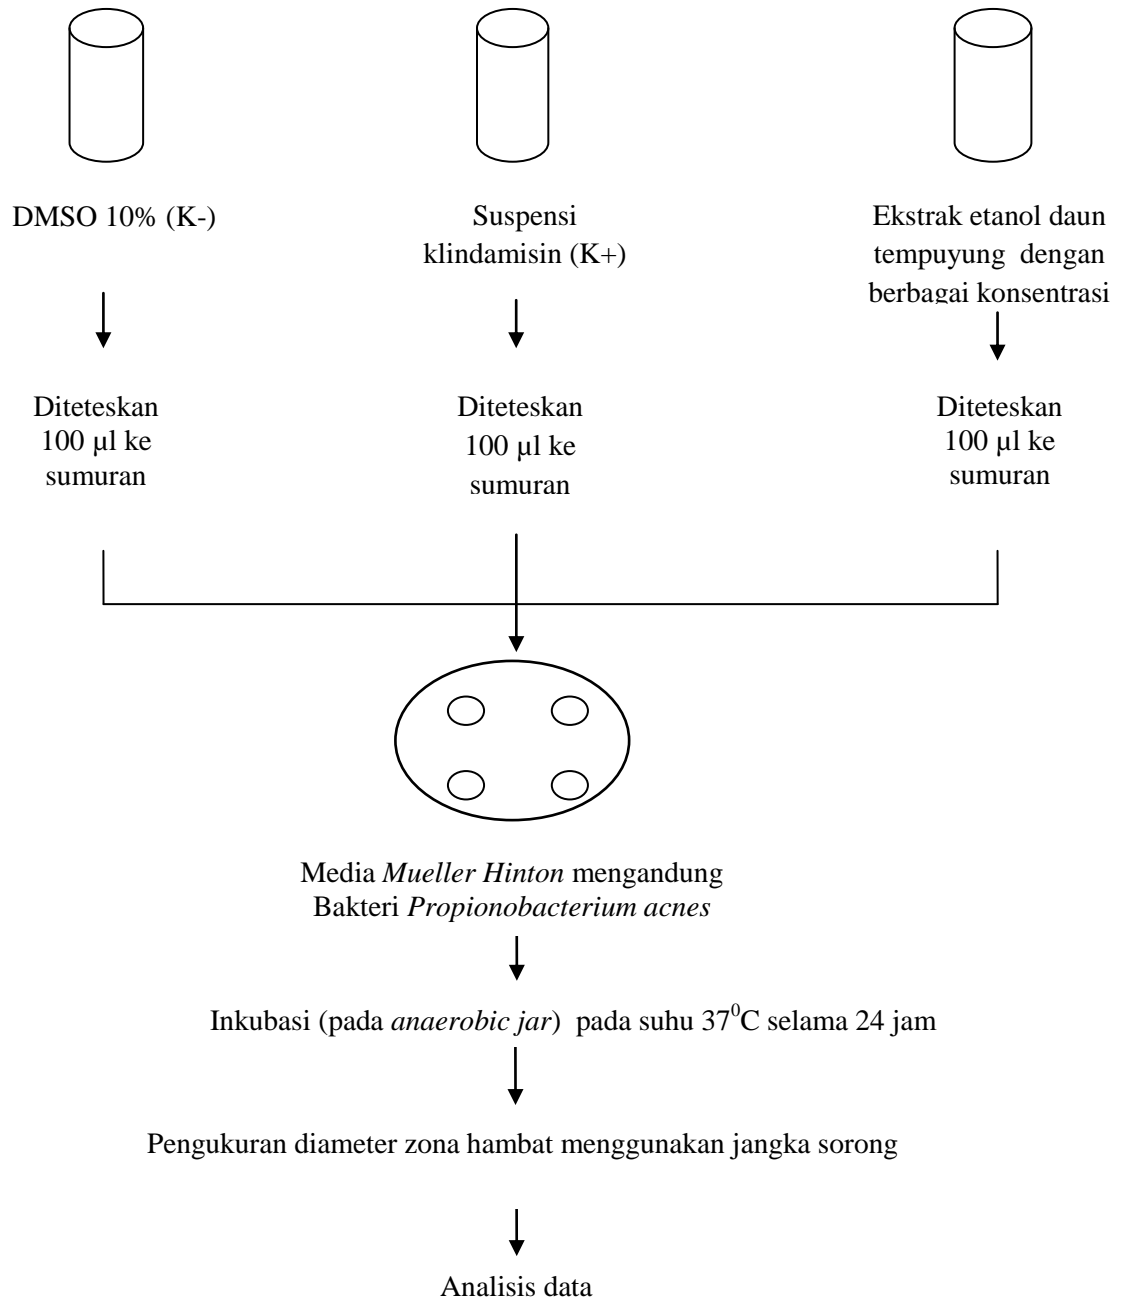 DMSO 10% (K-)
Suspensi
klindamisin (K+)
Ekstrak etanol daun
tempuyung dengan
berbagai konsentrasi
Diteteskan
100 µl ke
sumuran
Diteteskan
100 µl ke
sumuran
Diteteskan
100 µl ke
sumuran
Media Mueller Hinton mengandung
Bakteri Propionobacterium acnes
Inkubasi (pada anaerobic jar) pada suhu 37⁰C selama 24 jam
Pengukuran diameter zona hambat menggunakan jangka sorong
Analisis data